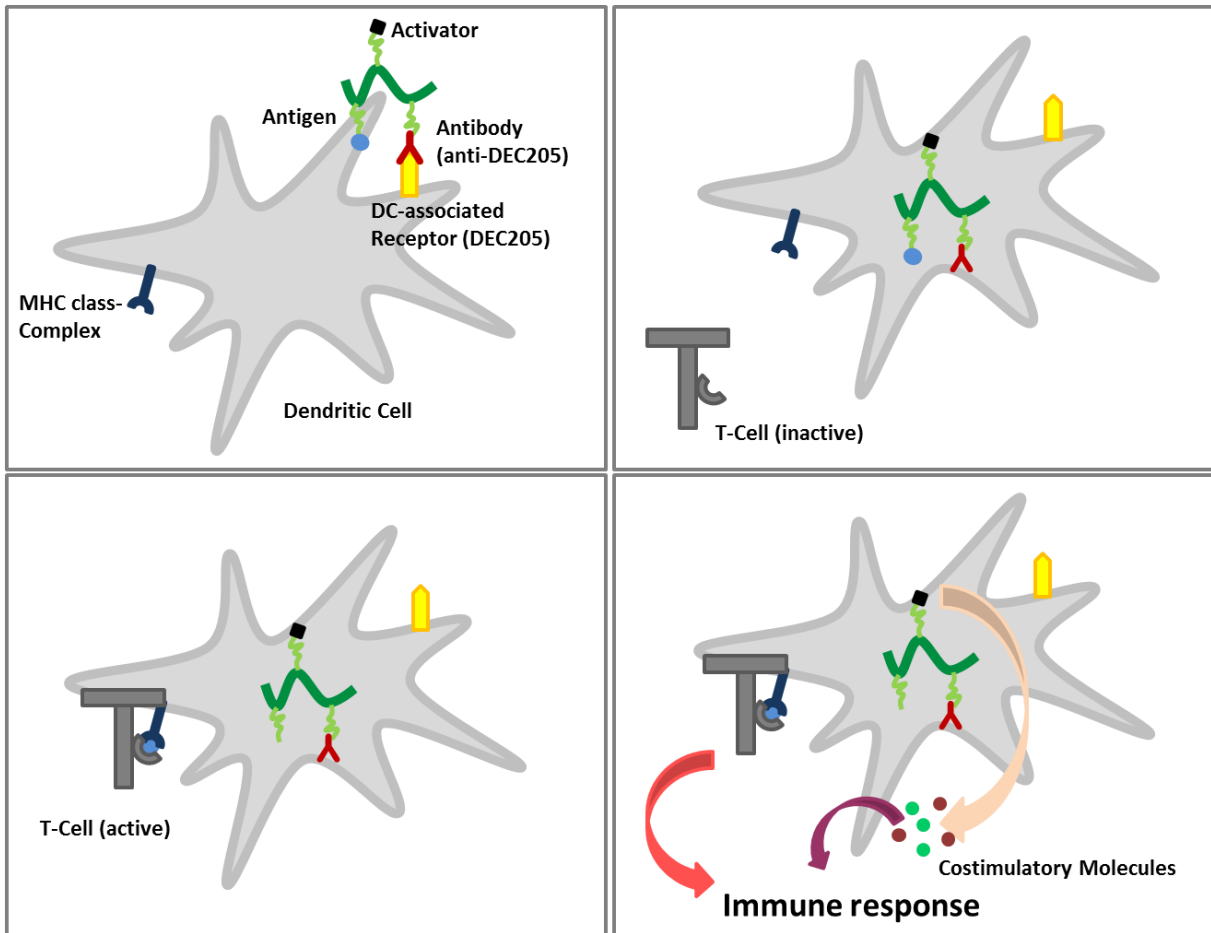 Activator
Antigen
Antibody
(anti-DEC205)
DC-associated
Receptor (DEC205)
MHC class-
Complex
Dendritic Cell
T-Cell (inactive)
T-Cell (active)
Costimulatory Molecules
Immune response